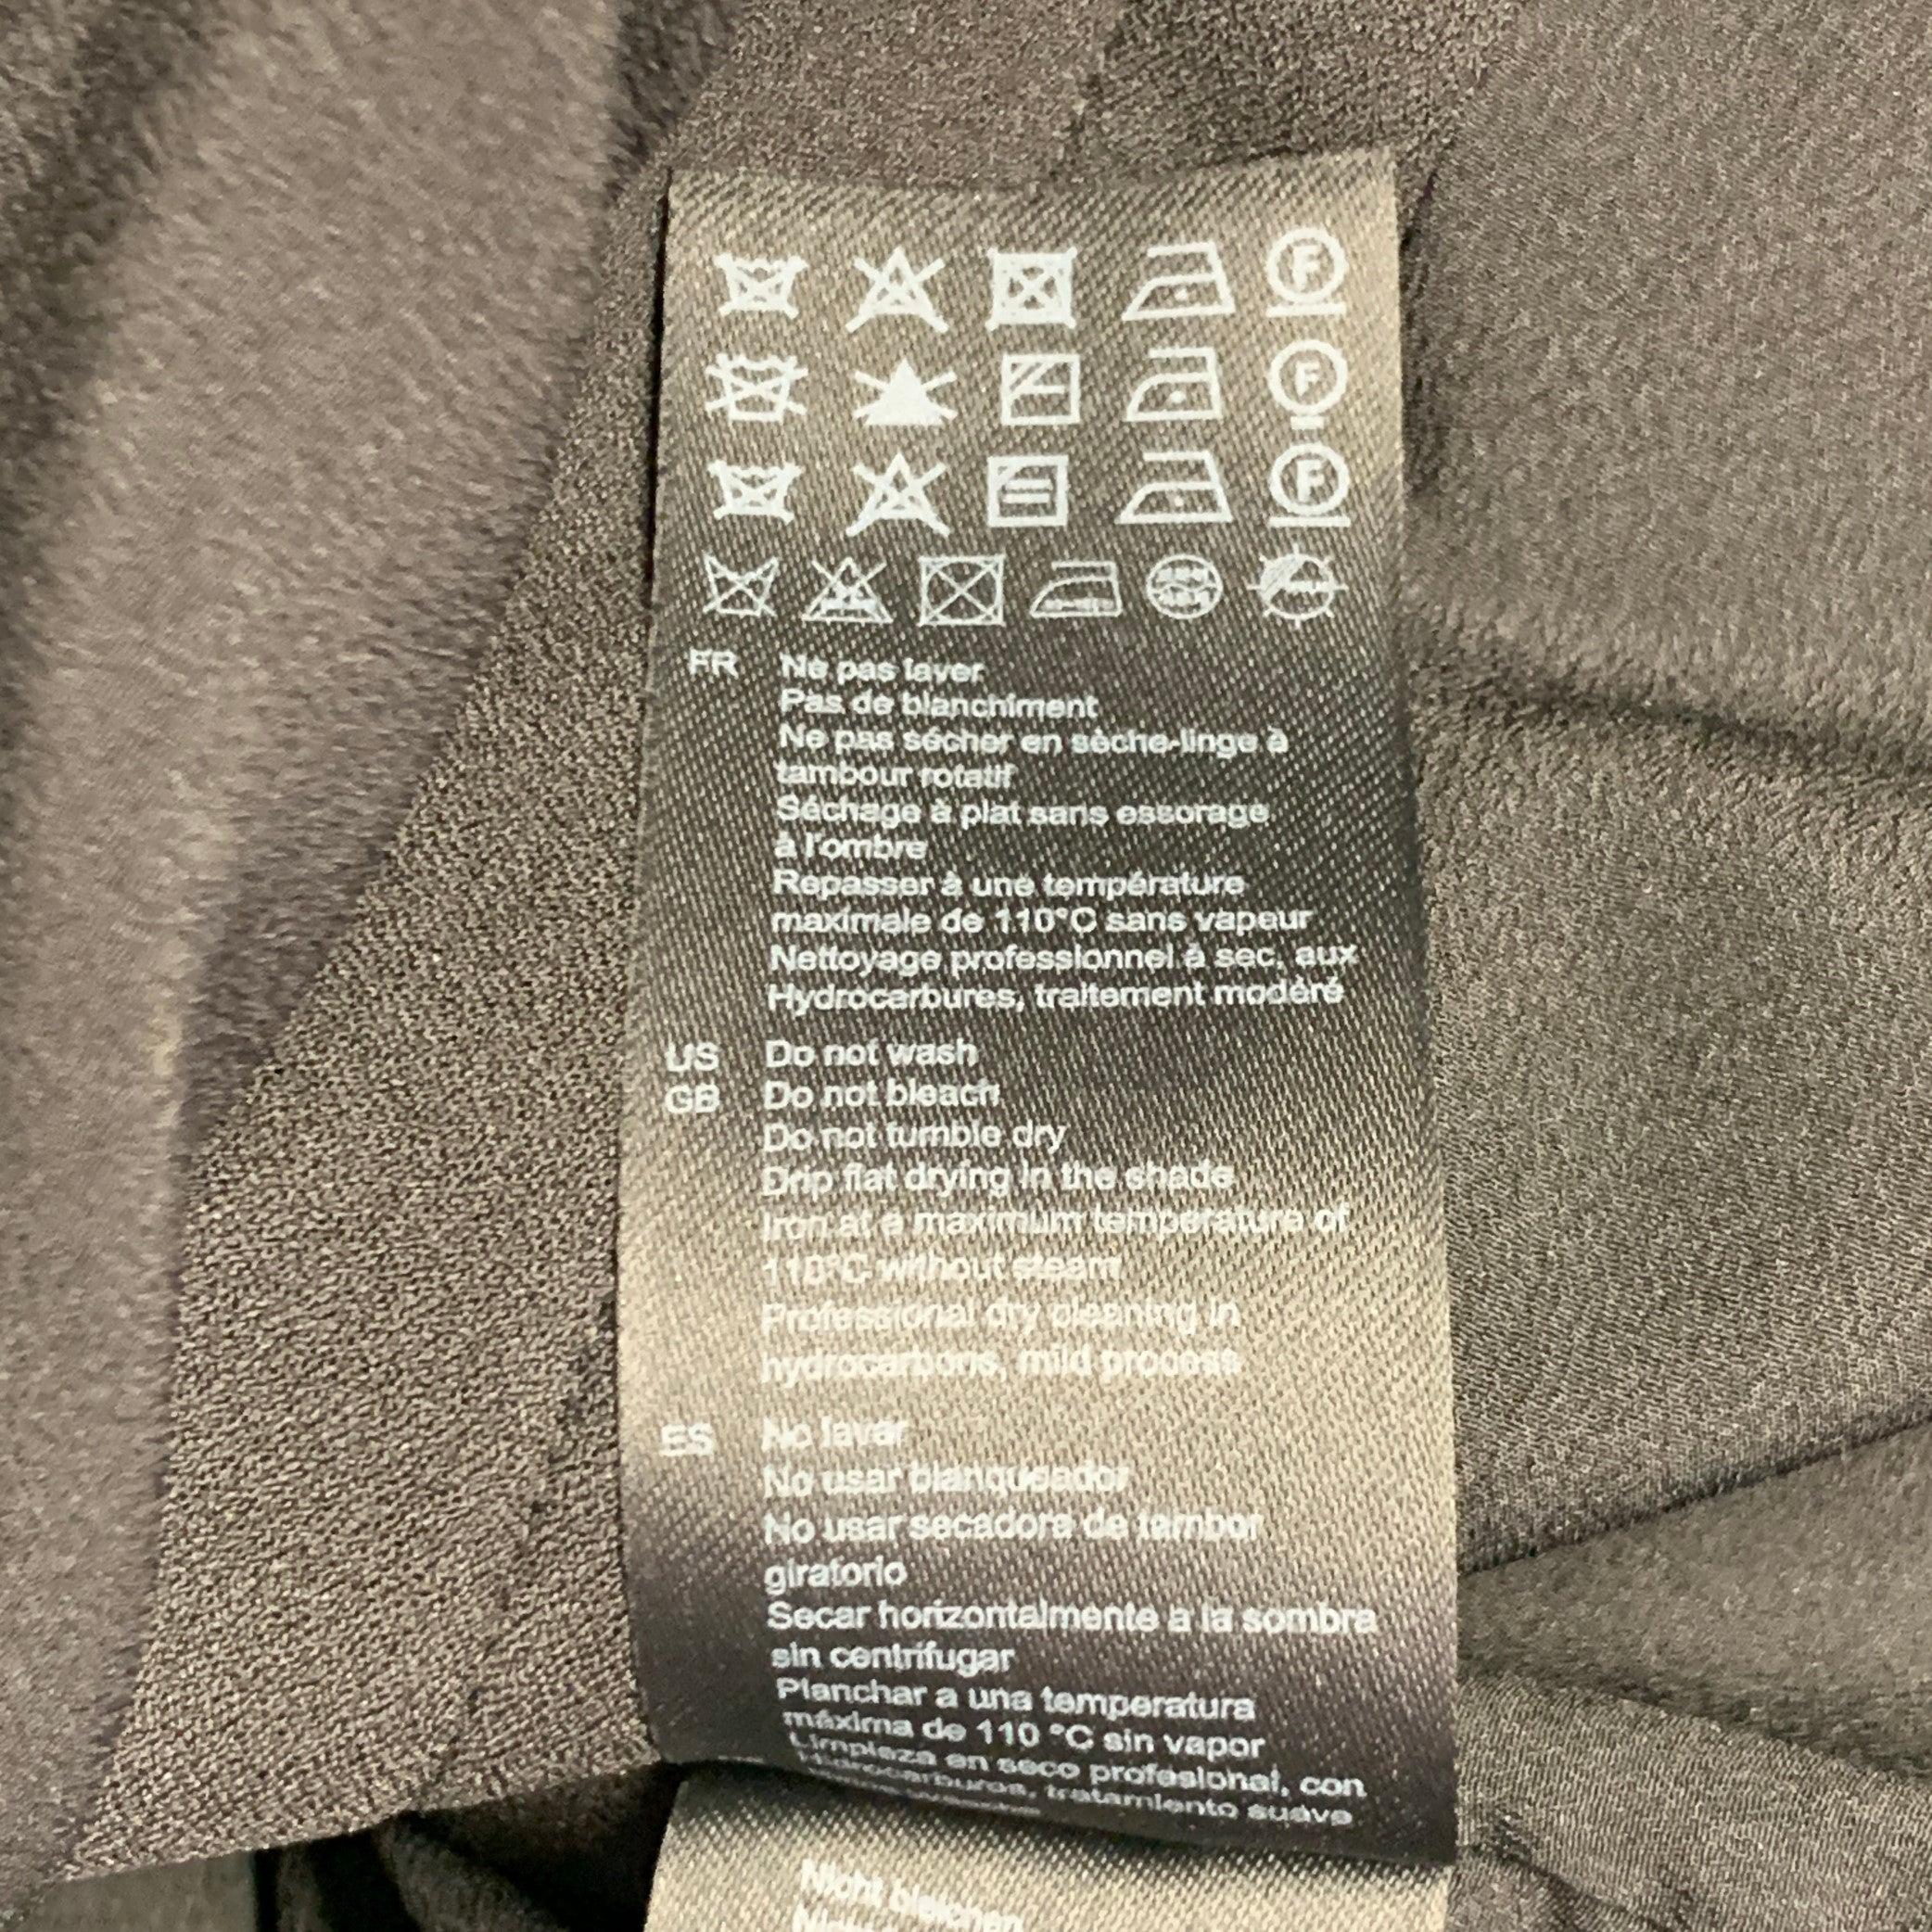 F
F
F
FR Ne pas laver
Pas de blanchiment
Ne pas sécher en sèche-linge à
tambour rotatif
Séchage à plat sans essorage
à l'ombre
Repasser à une température
maximale de 110°C sans vapeur
Nettoyage professionnel à sec, aux
Hydrocarbures, traitement modéré
US Do not wash
GB Do not bleach
Do not tumble dry
Drip flat drying in the shade
Iron at a maximum temperature of
110°C without steam
Professional dry cleaning in
hydrocarbons, mild process
ES No lavar
No usar blanqueador
No usar secadora de tambor
giratorio
Secar horizontalmente a la sombra
sin centrifugar
Planchar a una temperatura
máxima de 110 °C sin vapor
Limpieza en seco profesional, con
Hidrocarburos, tratamiento suave
Nicht bleichen